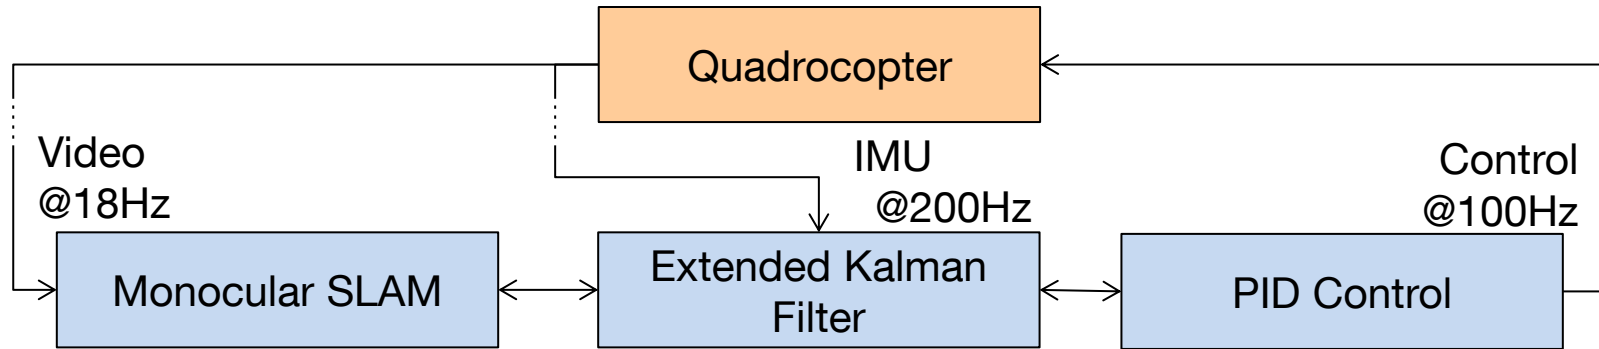 Quadrocopter
Video
@18Hz
IMU
@200Hz
Control
@100Hz
Monocular SLAM
Extended Kalman
Filter
PID Control